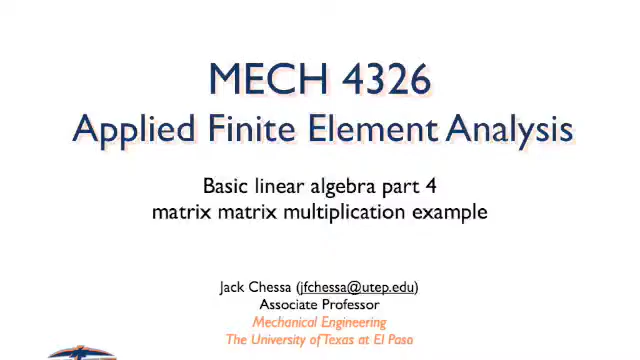 MECH 4326
Applied Finite Element Analysis
Basic linear algebra part 4
matrix matrix multiplication example
Jack Chessa (jfchessa@utep.edu)
Associate Professor
Mechanical Engineering
The University of Texas at El Paso